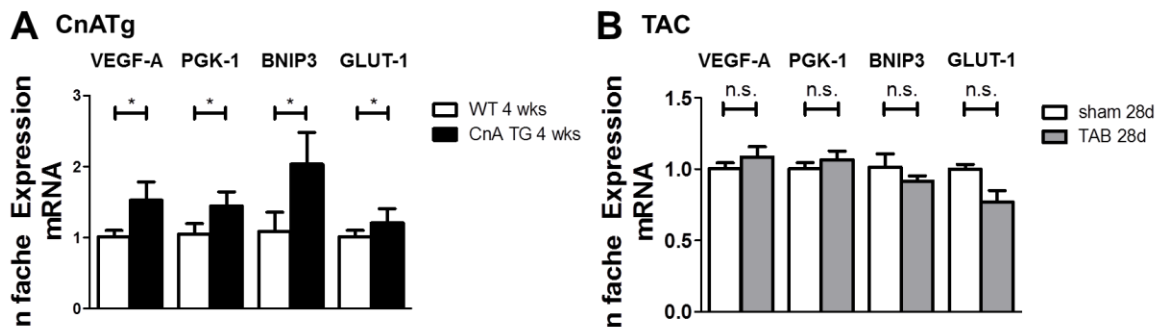 A CnATg
VEGF-A PGK-1 BNIP3 GLUT-1
n fache Expression
mRNA
3
2
1
0
* * * *
WT 4 wks
CnA TG 4 wks
B TAC
VEGF-A PGK-1 BNIP3 GLUT-1
n fache Expression
mRNA
1.5
1.0
0.5
0.0
n.s. n.s. n.s. n.s.
sham 28d
TAB 28d